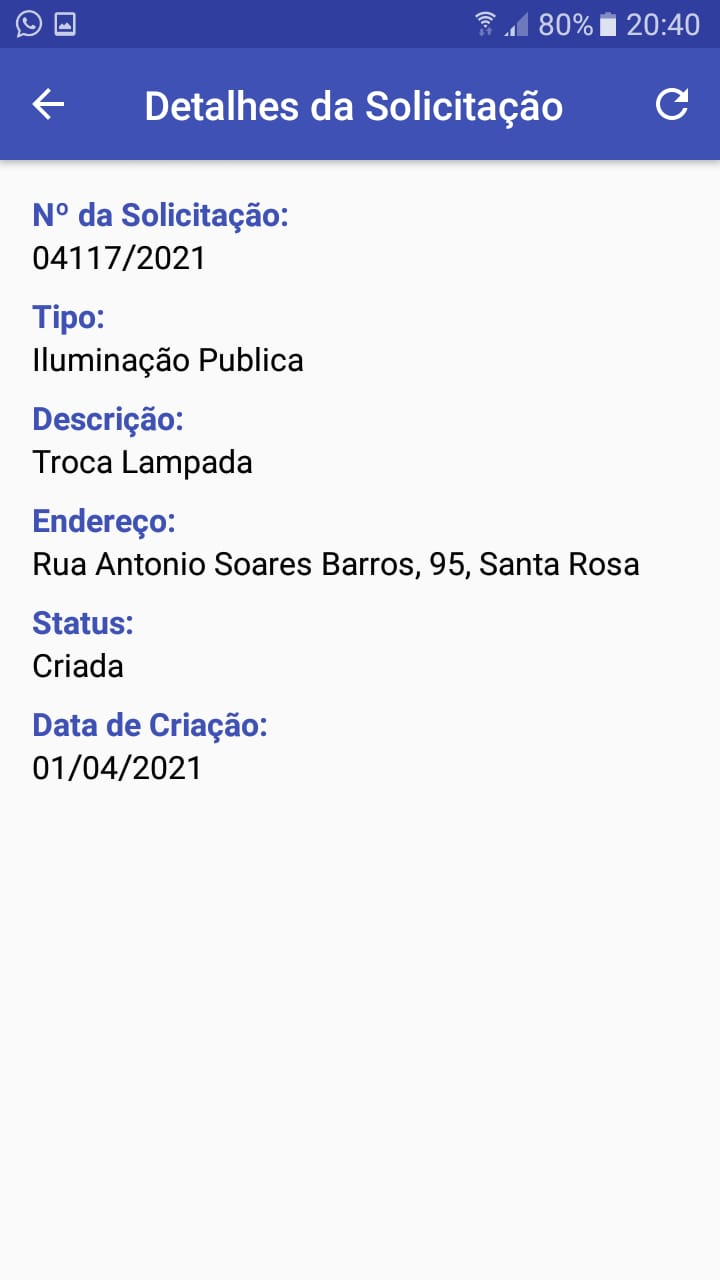 80% 20:40
Detalhes da Solicitação
Nº da Solicitação:
04117/2021
Tipo:
Iluminação Publica
Descrição:
Troca Lampada
Endereço:
Rua Antonio Soares Barros, 95, Santa Rosa
Status:
Criada
Data de Criação:
01/04/2021